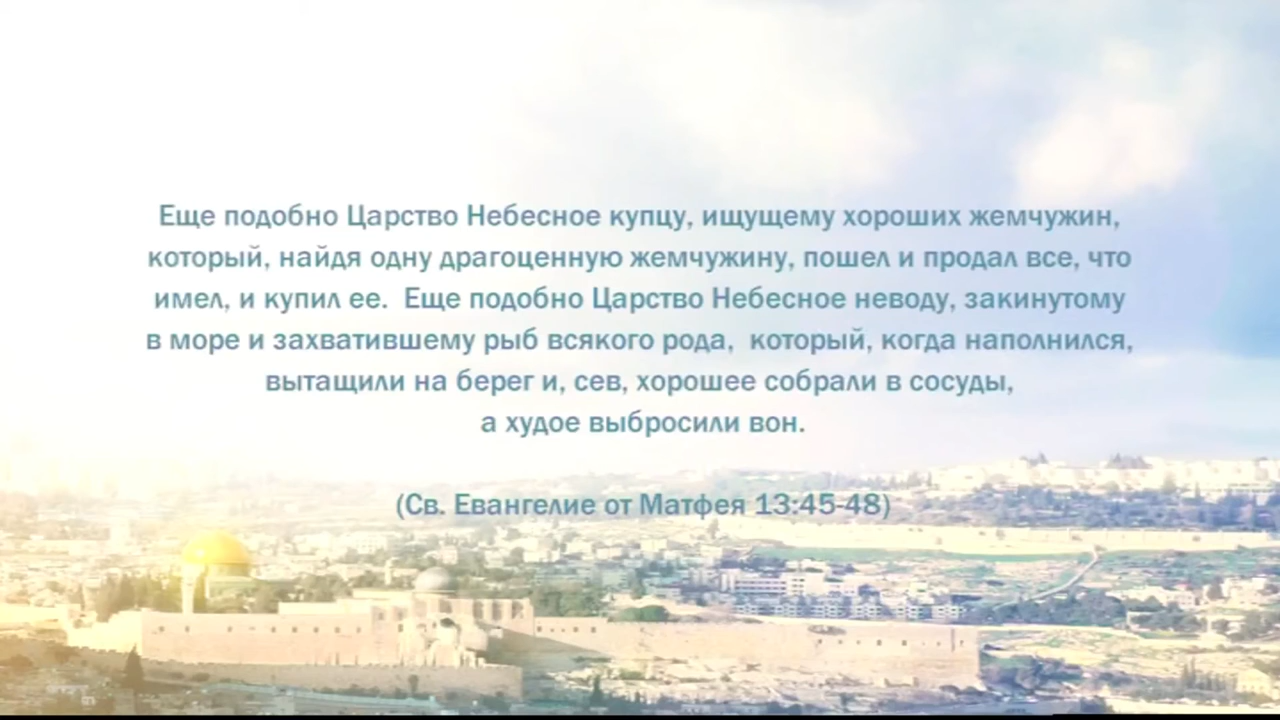 Еще подобно Царство Небесное купцу, ищущему хороших жемчужин,
который, найдя одну драгоценную жемчужину, пошел и продал все, что
имел, и купил ее.  Еще подобно Царство Небесное неводу, закинутому
в море и захватившему рыб всякого рода,  который, когда наполнился,
вытащили на берег и, сев, хорошее собрали в сосуды,
а худое выбросили вон.
(Св. Евангелие от Матфея 13:45-48)